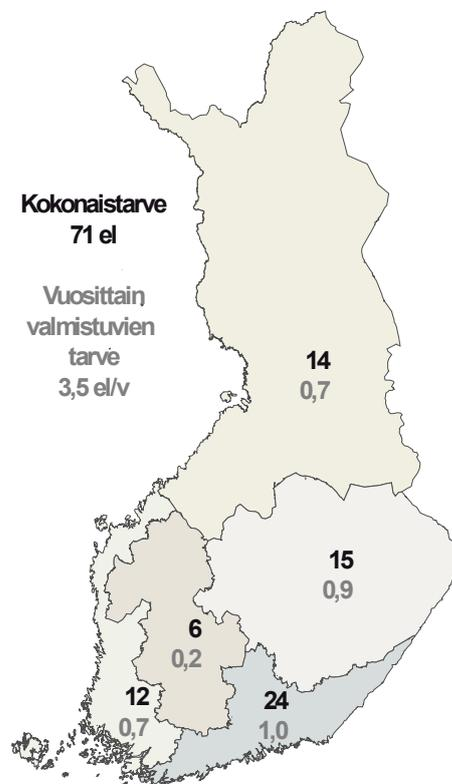 Kokonaistarve
71 el
Vuosittain
valmistuvien
tarve
3,5 el/v
14
0,7
15
0,9
6
0,2
12
0,7
24
1,0